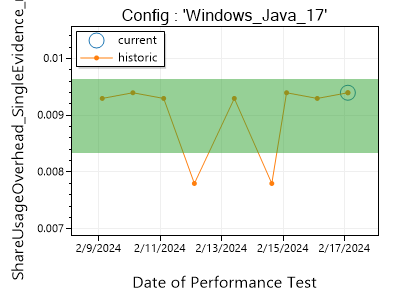 Config : 'Windows_Java_17'
current
historic
0.01
0.009
0.008
0.007
2/9/2024
2/11/2024
2/13/2024
2/15/2024
2/17/2024
Date of Performance Test
ShareUsageOverhead_SingleEvidence_